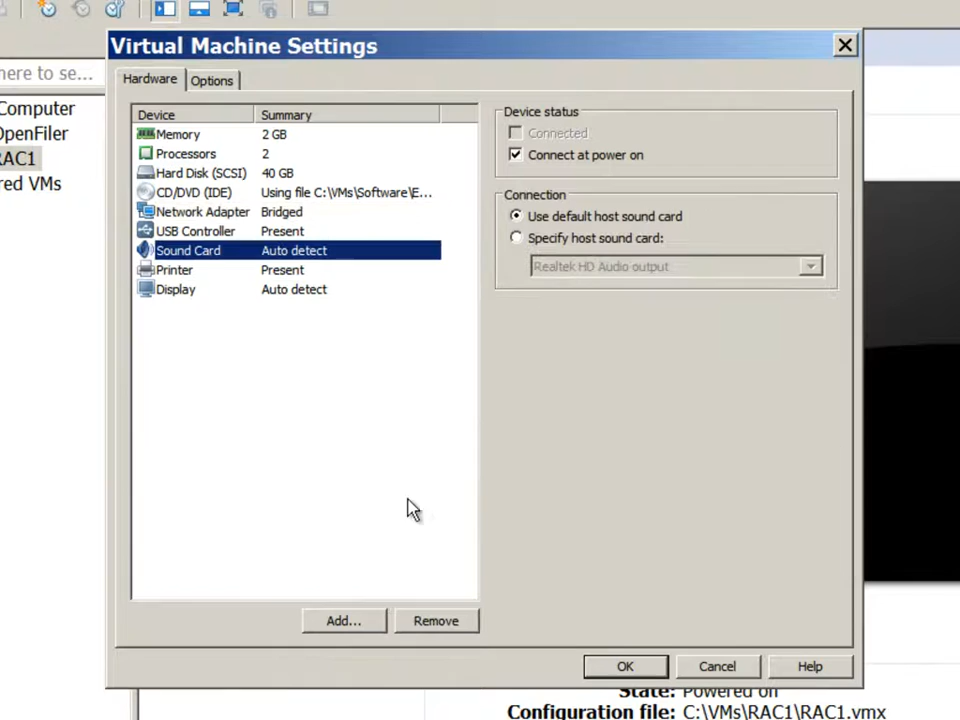 Virtual Machine Settings
here to se...
Hardware
Options
Computer
OpenFiler
RAC1
red VMs
Device Summary
Memory 2 GB
Processors 2
Hard Disk (SCSI) 40 GB
CD/DVD (IDE) Using file C:\VMs\Software\E...
Network Adapter Bridged
USB Controller Present
Sound Card Auto detect
Printer Present
Display Auto detect
Device status
Connected
Connect at power on
Connection
Use default host sound card
Specify host sound card:
Realtek HD Audio output
Add... Remove
OK Cancel Help
State: Powered on
Configuration file: C:\VMs\RAC1\RAC1.vmx